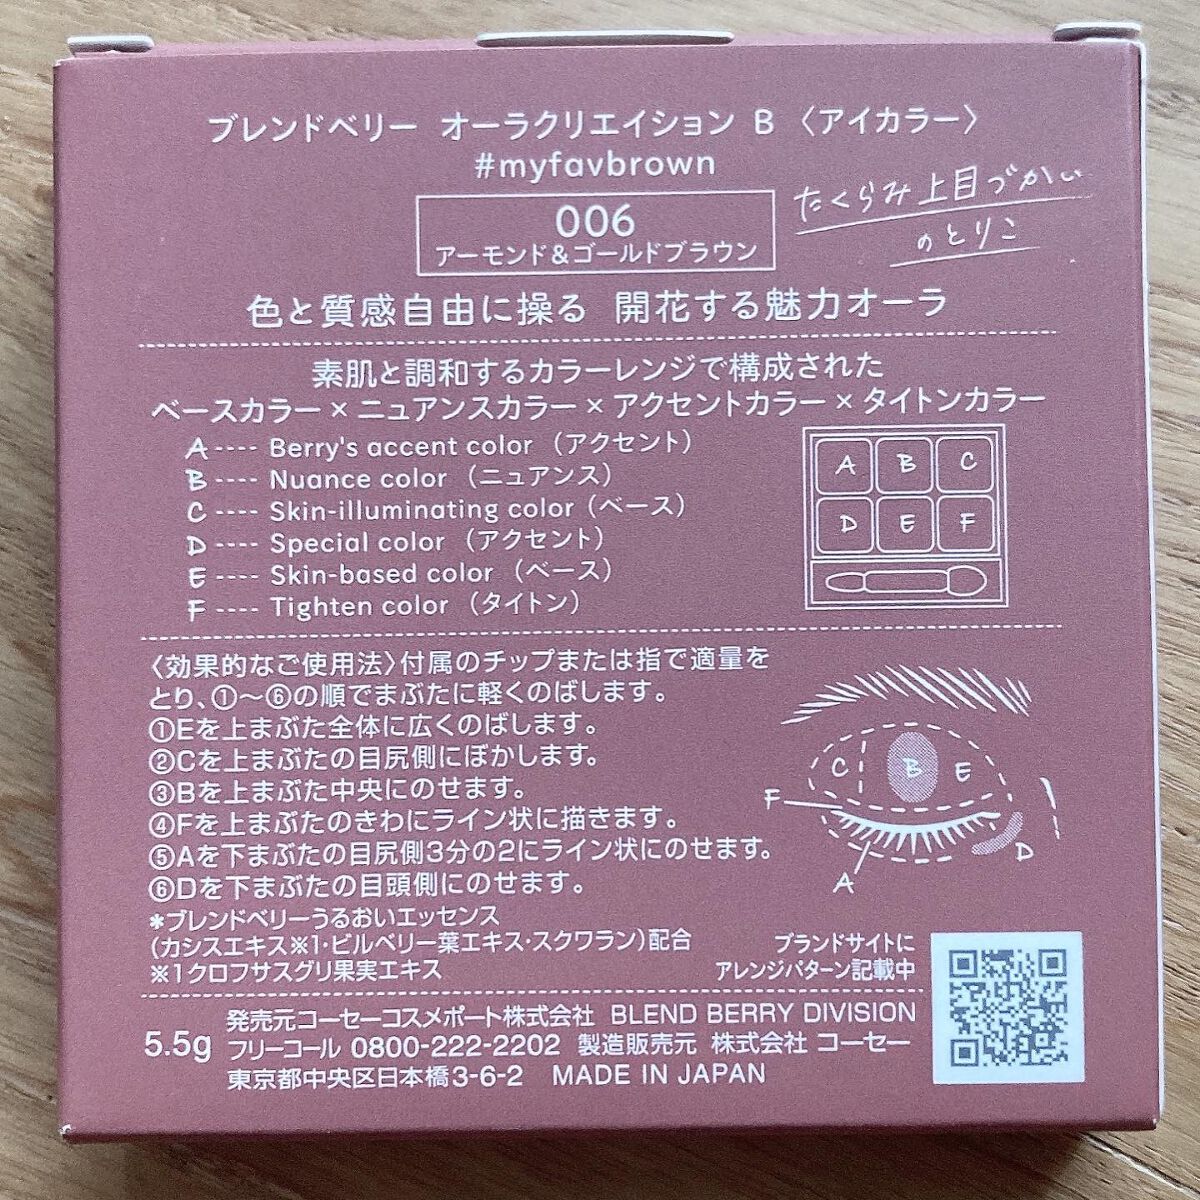 ブレンドベリー オーラクリエイション B 〈アイカラー〉
#myfavbrown
006
アーモンド&ゴールドブラウン
たくらみ上目づかい
のとりこ
色と質感自由に操る 開花する魅力オーラ
素肌と調和するカラーレンジで構成された
ベースカラー×ニュアンスカラー×アクセントカラー×タイトンカラー
A---- Berry's accent color（アクセント）
B---- Nuance color（ニュアンス）
C---- Skin-illuminating color（ベース）
D---- Special color（アクセント）
E---- Skin-based color（ベース）
F---- Tighten color（タイトン）
A B C
D E F
〈効果的なご使用法〉付属のチップまたは指で適量を
とり、①〜⑥の順でまぶたに軽くのばします。
①Eを上まぶた全体に広くのばします。
②Cを上まぶたの目尻側にぼかします。
③Bを上まぶた中央にのせます。
④Fを上まぶたのきわにライン状に描きます。
⑤Aを下まぶたの目尻側3分の2にライン状にのせます。
⑥Dを下まぶたの目頭側にのせます。
C B E
F
D
A
*ブレンドベリーうるおいエッセンス
(カシスエキス※1・ビルベリー葉エキス・スクワラン)配合
※1クロフサスグリ果実エキス
ブランドサイトに
アレンジパターン記載中
5.5g
発売元コーセーコスメポート株式会社 BLEND BERRY DIVISION
フリーコール 0800-222-2202 製造販売元 株式会社 コーセー
東京都中央区日本橋3-6-2 MADE IN JAPAN